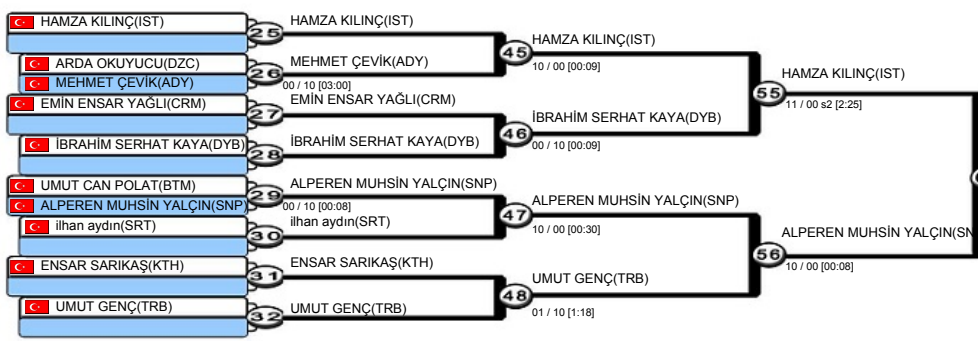 HAMZA KILINÇ(IST)
25
HAMZA KILINÇ(IST)
ARDA OKUYUCU(DZC)
MEHMET ÇEVİK(ADY)
26
MEHMET ÇEVİK(ADY)
00 / 10 [03:00]
45
HAMZA KILINÇ(IST)
10 / 00 [00:09]
EMİN ENSAR YAĞLI(CRM)
27
EMİN ENSAR YAĞLI(CRM)
İBRAHİM SERHAT KAYA(DYB)
28
İBRAHİM SERHAT KAYA(DYB)
46
İBRAHİM SERHAT KAYA(DYB)
00 / 10 [00:09]
55
HAMZA KILINÇ(IST)
11 / 00 s2 [2:25]
UMUT CAN POLAT(BTM)
ALPEREN MUHSİN YALÇIN(SNP)
29
ALPEREN MUHSİN YALÇIN(SNP)
00 / 10 [00:08]
ilhan aydın(SRT)
30
ilhan aydın(SRT)
47
ALPEREN MUHSİN YALÇIN(SNP)
10 / 00 [00:30]
ENSAR SARIKAŞ(KTH)
31
ENSAR SARIKAŞ(KTH)
UMUT GENÇ(TRB)
32
UMUT GENÇ(TRB)
48
UMUT GENÇ(TRB)
01 / 10 [1:18]
56
ALPEREN MUHSİN YALÇIN(SN
10 / 00 [00:08]